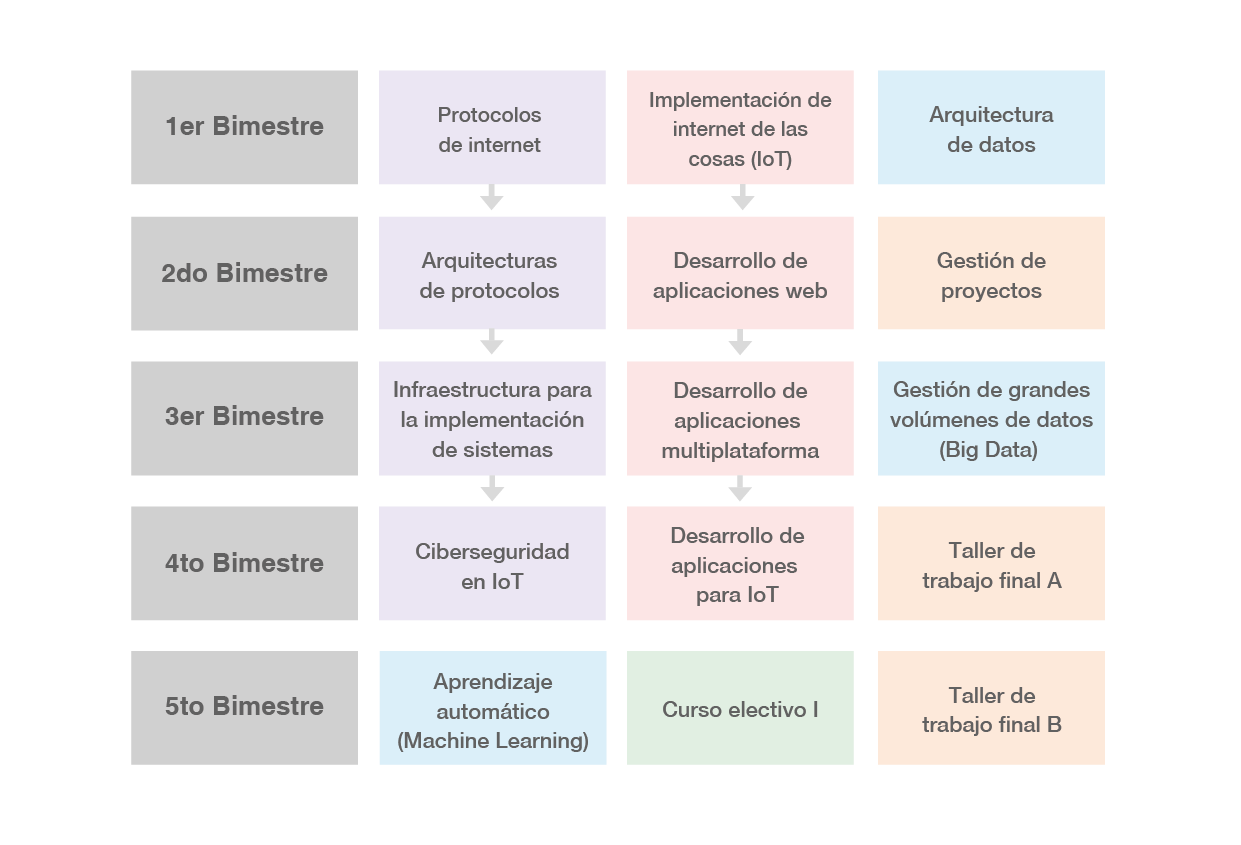 1er Bimestre
Protocolos
de internet
Implementación de
internet de las
cosas (IoT)
Arquitectura
de datos
2do Bimestre
Arquitecturas
de protocolos
Desarrollo de
aplicaciones web
Gestión de
proyectos
3er Bimestre
Infraestructura para
la implementación
de sistemas
Desarrollo de
aplicaciones
multiplataforma
Gestión de grandes
volúmenes de datos
(Big Data)
4to Bimestre
Ciberseguridad
en IoT
Desarrollo de
aplicaciones
para IoT
Taller de
trabajo final A
5to Bimestre
Aprendizaje
automático
(Machine Learning)
Curso electivo I
Taller de
trabajo final B